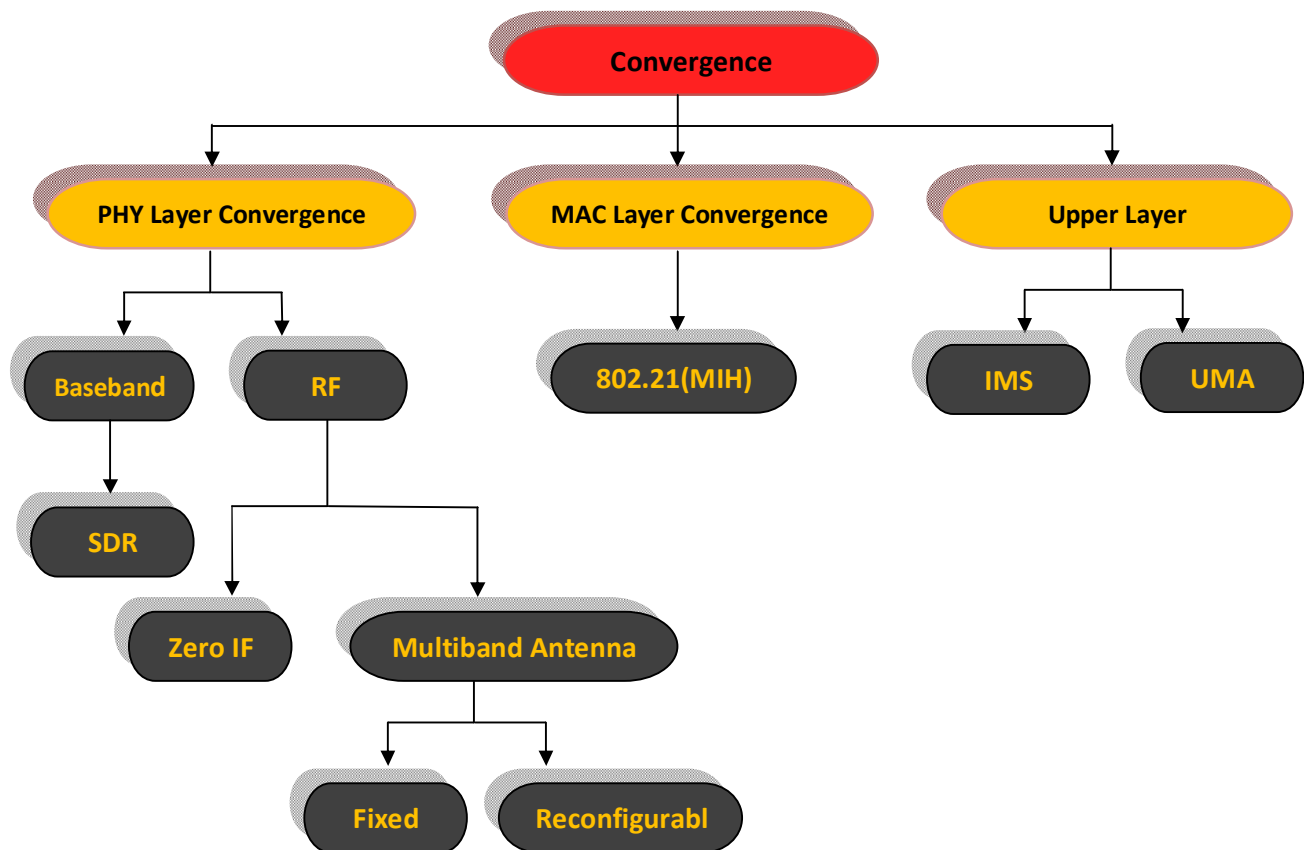 Convergence
PHY Layer Convergence
MAC Layer Convergence
Upper Layer
Baseband
RF
802.21(MIH)
IMS
UMA
SDR
Zero IF
Multiband Antenna
Fixed
Reconfigurabl